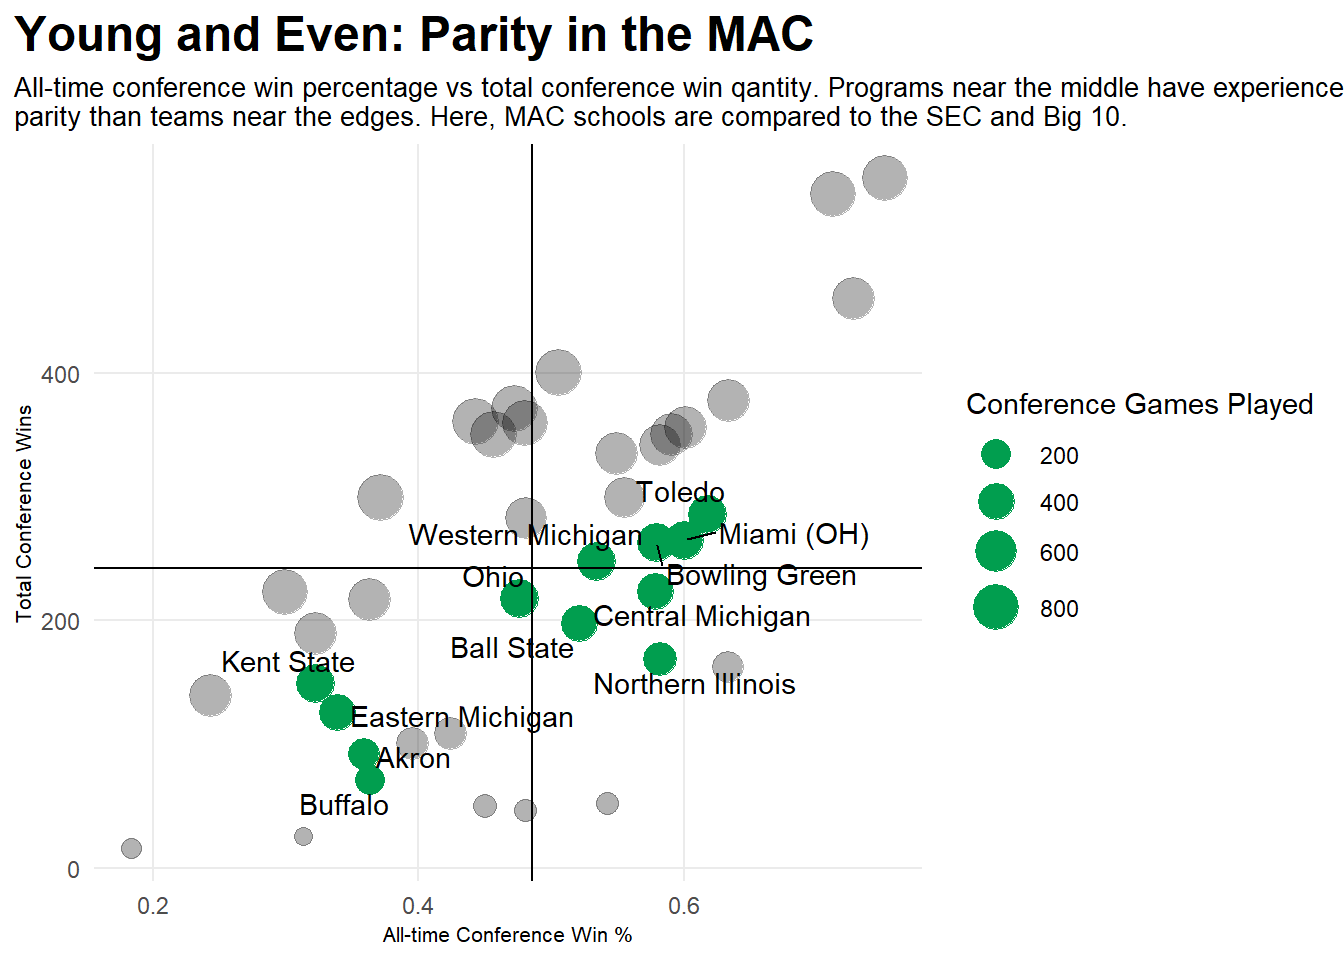 Young and Even: Parity in the MAC
All-time conference win percentage vs total conference win qantity. Programs near the middle have experience
parity than teams near the edges. Here, MAC schools are compared to the SEC and Big 10.
Total Conference Wins
400
200
0
0.2
0.4
0.6
All-time Conference Win %
Toledo
Western Michigan
Miami (OH)
Ohio
Bowling Green
Central Michigan
Ball State
Kent State
Northern Illinois
Eastern Michigan
Akron
Buffalo
Conference Games Played
200
400
600
800